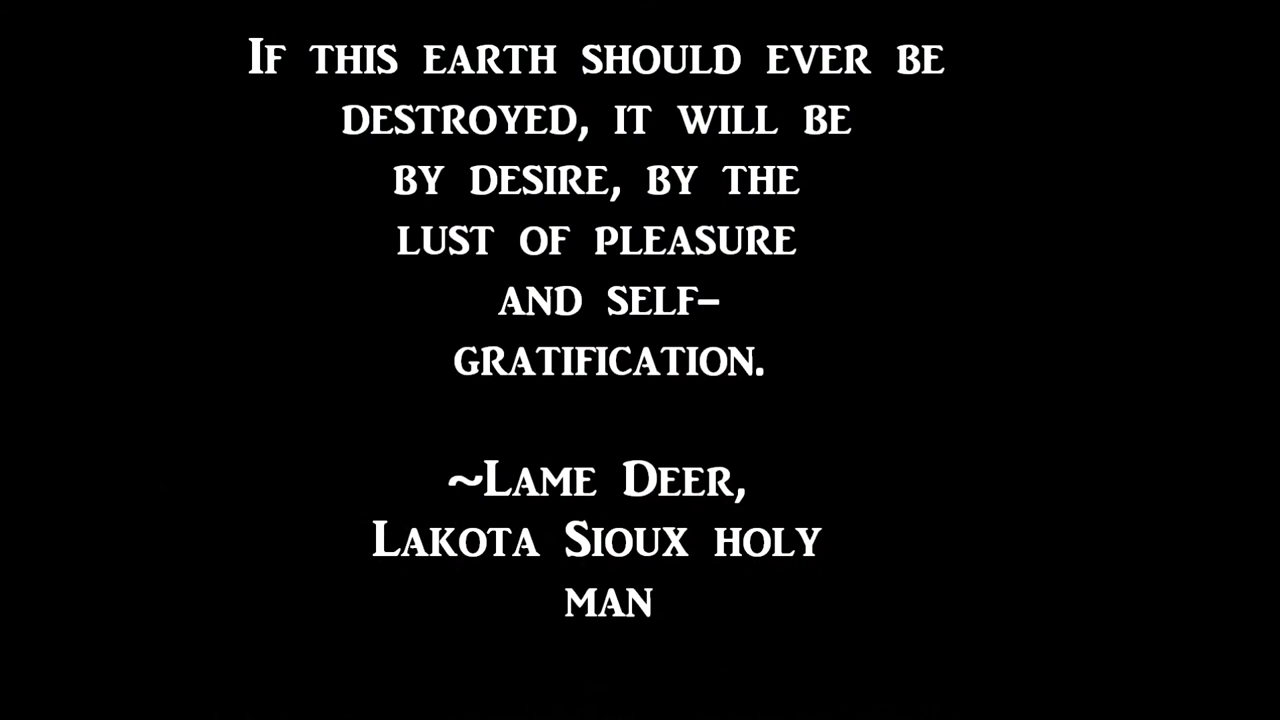 If this earth should ever be
destroyed, it will be
by desire, by the
lust of pleasure
and self-
gratification.
~Lame Deer,
Lakota Sioux holy
man